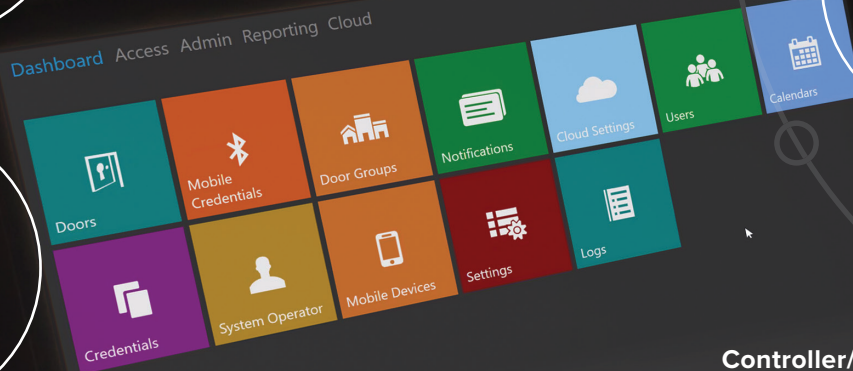 Dashboard Access Admin Reporting Cloud
Doors
Mobile
Credentials
Door Groups
Notifications
Cloud Settings
Users
Calendars
Credentials
System Operator
Mobile Devices
Settings
Logs
Controller/